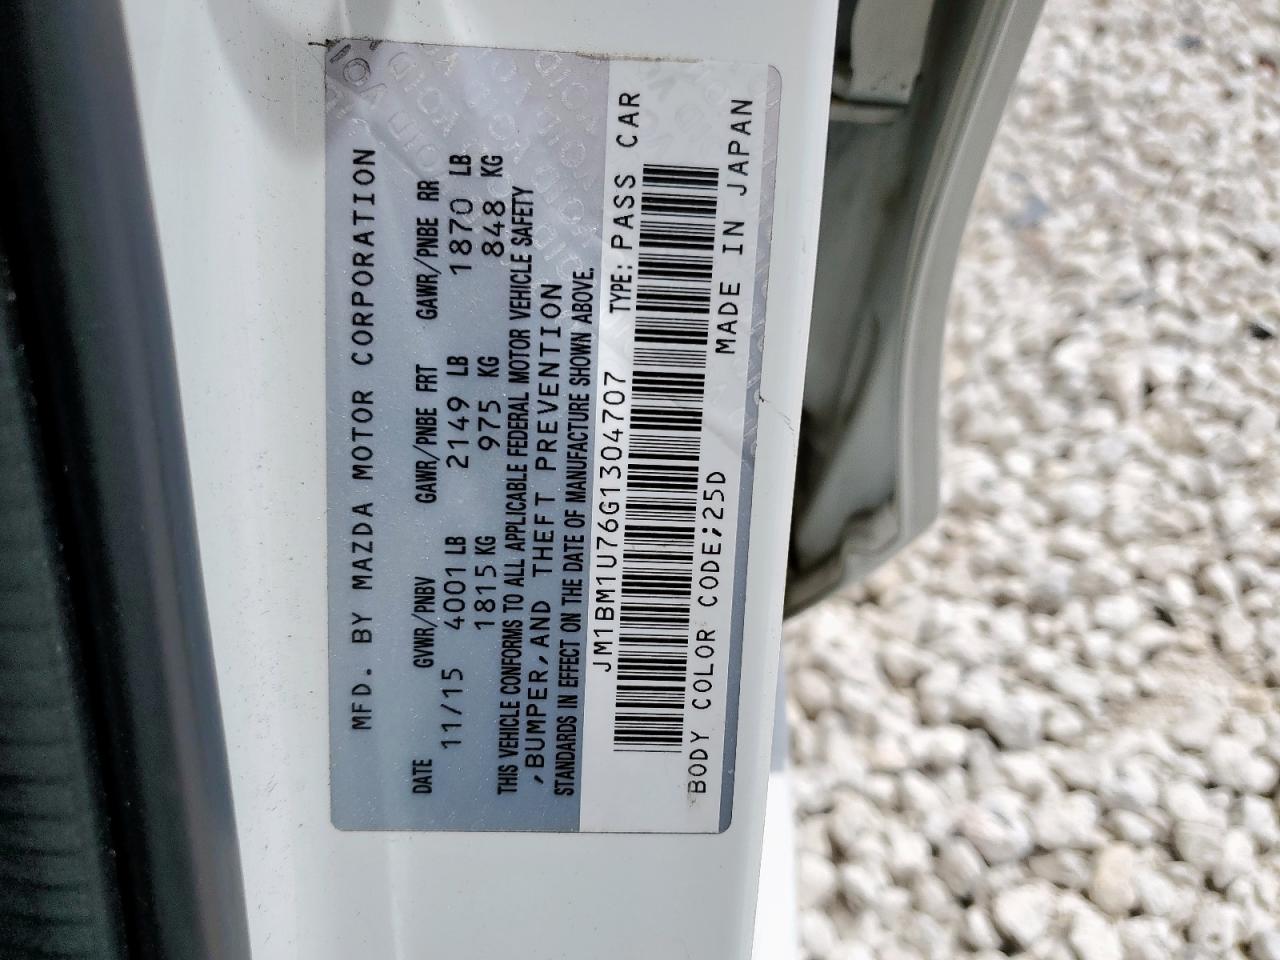 MFD. BY MAZDA MOTOR CORPORATION
DATE GVWR/PNBV GAWR/PNBE FRT GAWR/PNBE RR
11/15 4001 LB 2149 LB 1870 LB
1815 KG 975 KG 848 KG
THIS VEHICLE CONFORMS TO ALL APPLICABLE FEDERAL MOTOR VEHICLE SAFETY
,BUMPER,AND THEFT PREVENTION
STANDARDS IN EFFECT ON THE DATE OF MANUFACTURE SHOWN ABOVE.
JM1BM1U76G1304707 TYPE: PASS CAR
BODY COLOR CODE;25D MADE IN JAPAN